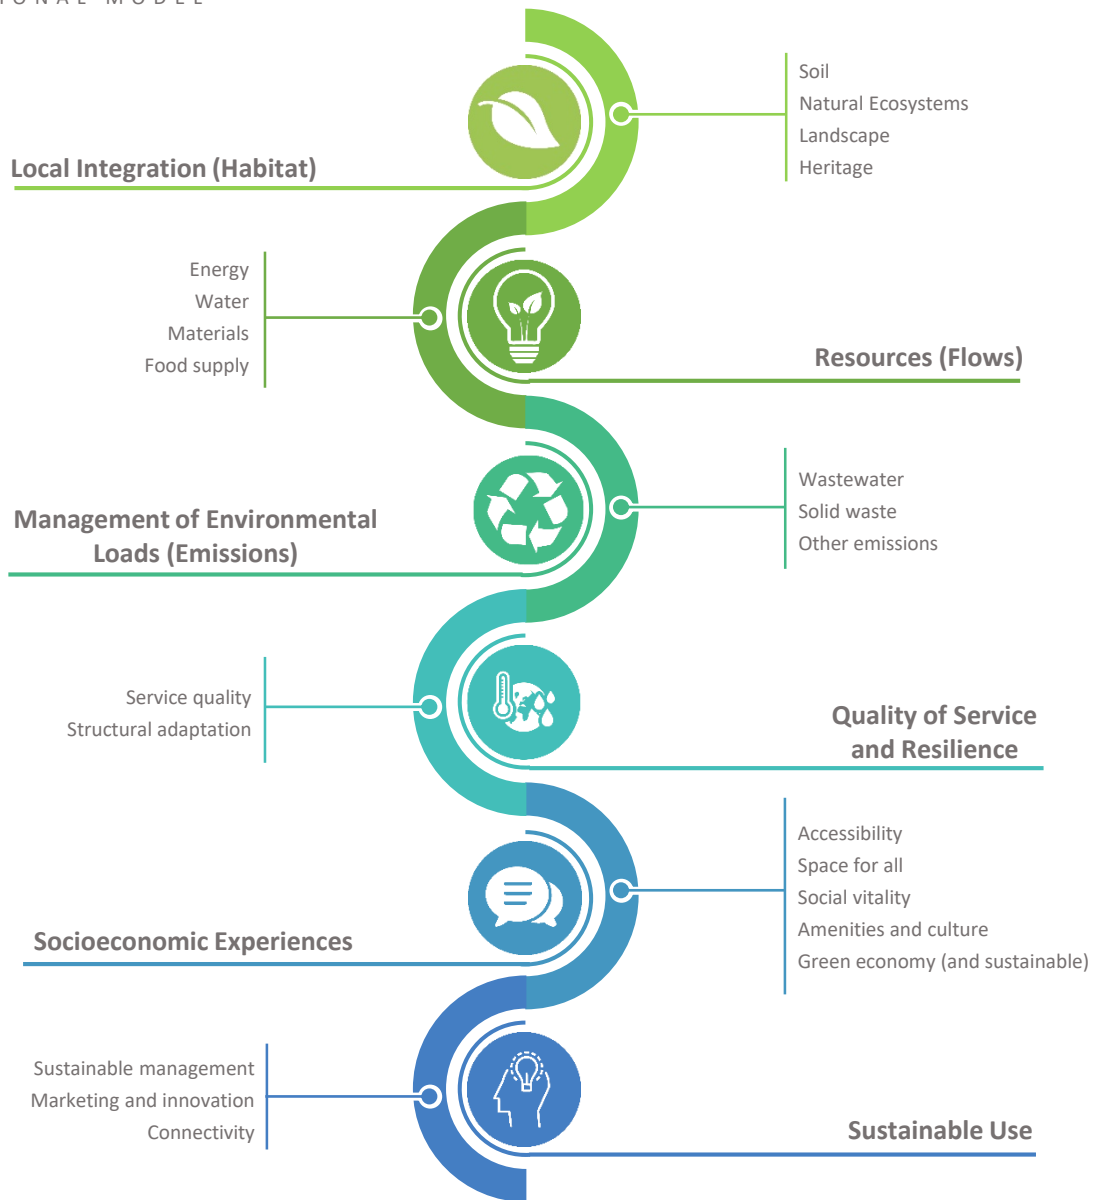 MODEL
Soil
Natural Ecosystems
Landscape
Heritage
Local Integration (Habitat)
Energy
Water
Materials
Food supply
Resources (Flows)
Wastewater
Solid waste
Other emissions
Management of Environmental
Loads (Emissions)
Service quality
Structural adaptation
Quality of Service
and Resilience
Accessibility
Space for all
Social vitality
Amenities and culture
Green economy (and sustainable)
Socioeconomic Experiences
Sustainable management
Marketing and innovation
Connectivity
Sustainable Use